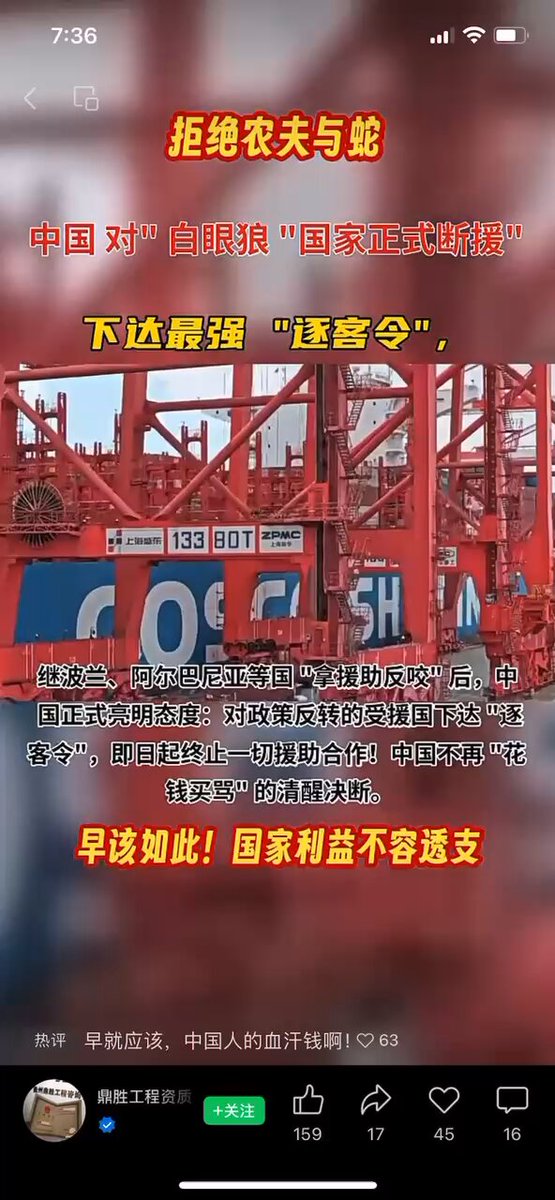 7:36
拒绝农夫与蛇
中国 对" 白眼狼 "国家正式断援"
下达最强 "逐客令"，
上海盛东 133 80T ZPMC
COSCO SH IN
继波兰、阿尔巴尼亚等国 "拿援助反咬" 后，中
国正式亮明态度：对政策反转的受援国下达 "逐
客令"，即日起终止一切援助合作！中国不再 "花
钱买骂" 的清醒决断。
早该如此！国家利益不容透支
热评 早就应该，中国人的血汗钱啊！ 63
鼎胜工程资质
+关注
159 17 45 16